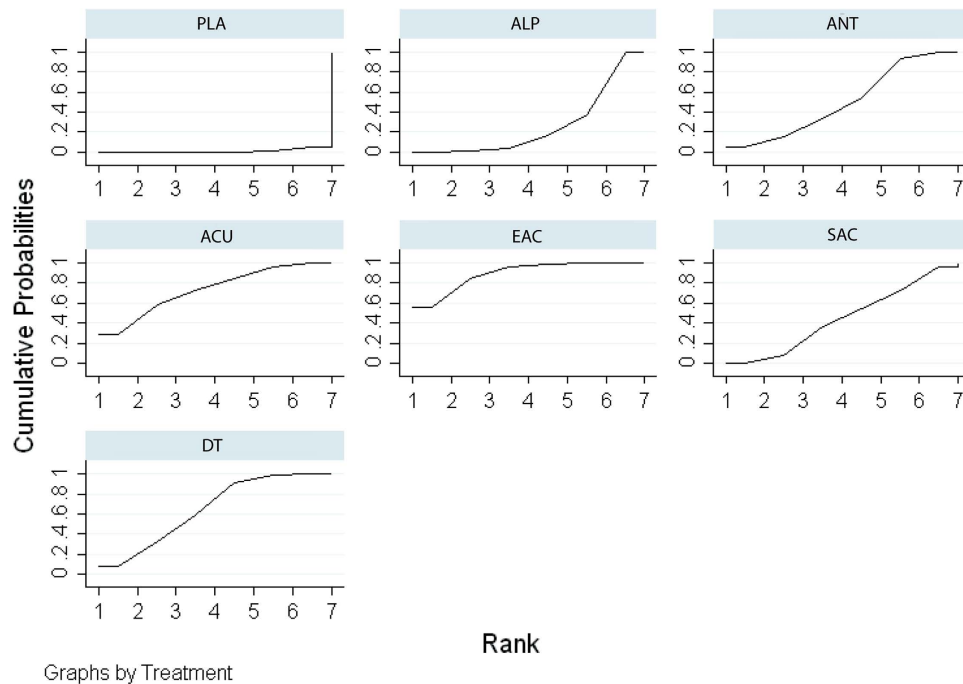 PLA ALP ANT
0 .2 .4 .6 .8 1 0 .2 .4 .6 .8 1 0 .2 .4 .6 .8 1
1 2 3 4 5 6 7 1 2 3 4 5 6 7 1 2 3 4 5 6 7
ACU EAC SAC
0 .2 .4 .6 .8 1 0 .2 .4 .6 .8 1 0 .2 .4 .6 .8 1
1 2 3 4 5 6 7 1 2 3 4 5 6 7 1 2 3 4 5 6 7
DT
0 .2 .4 .6 .8 1
1 2 3 4 5 6 7
Cumulative Probabilities
Rank
Graphs by Treatment